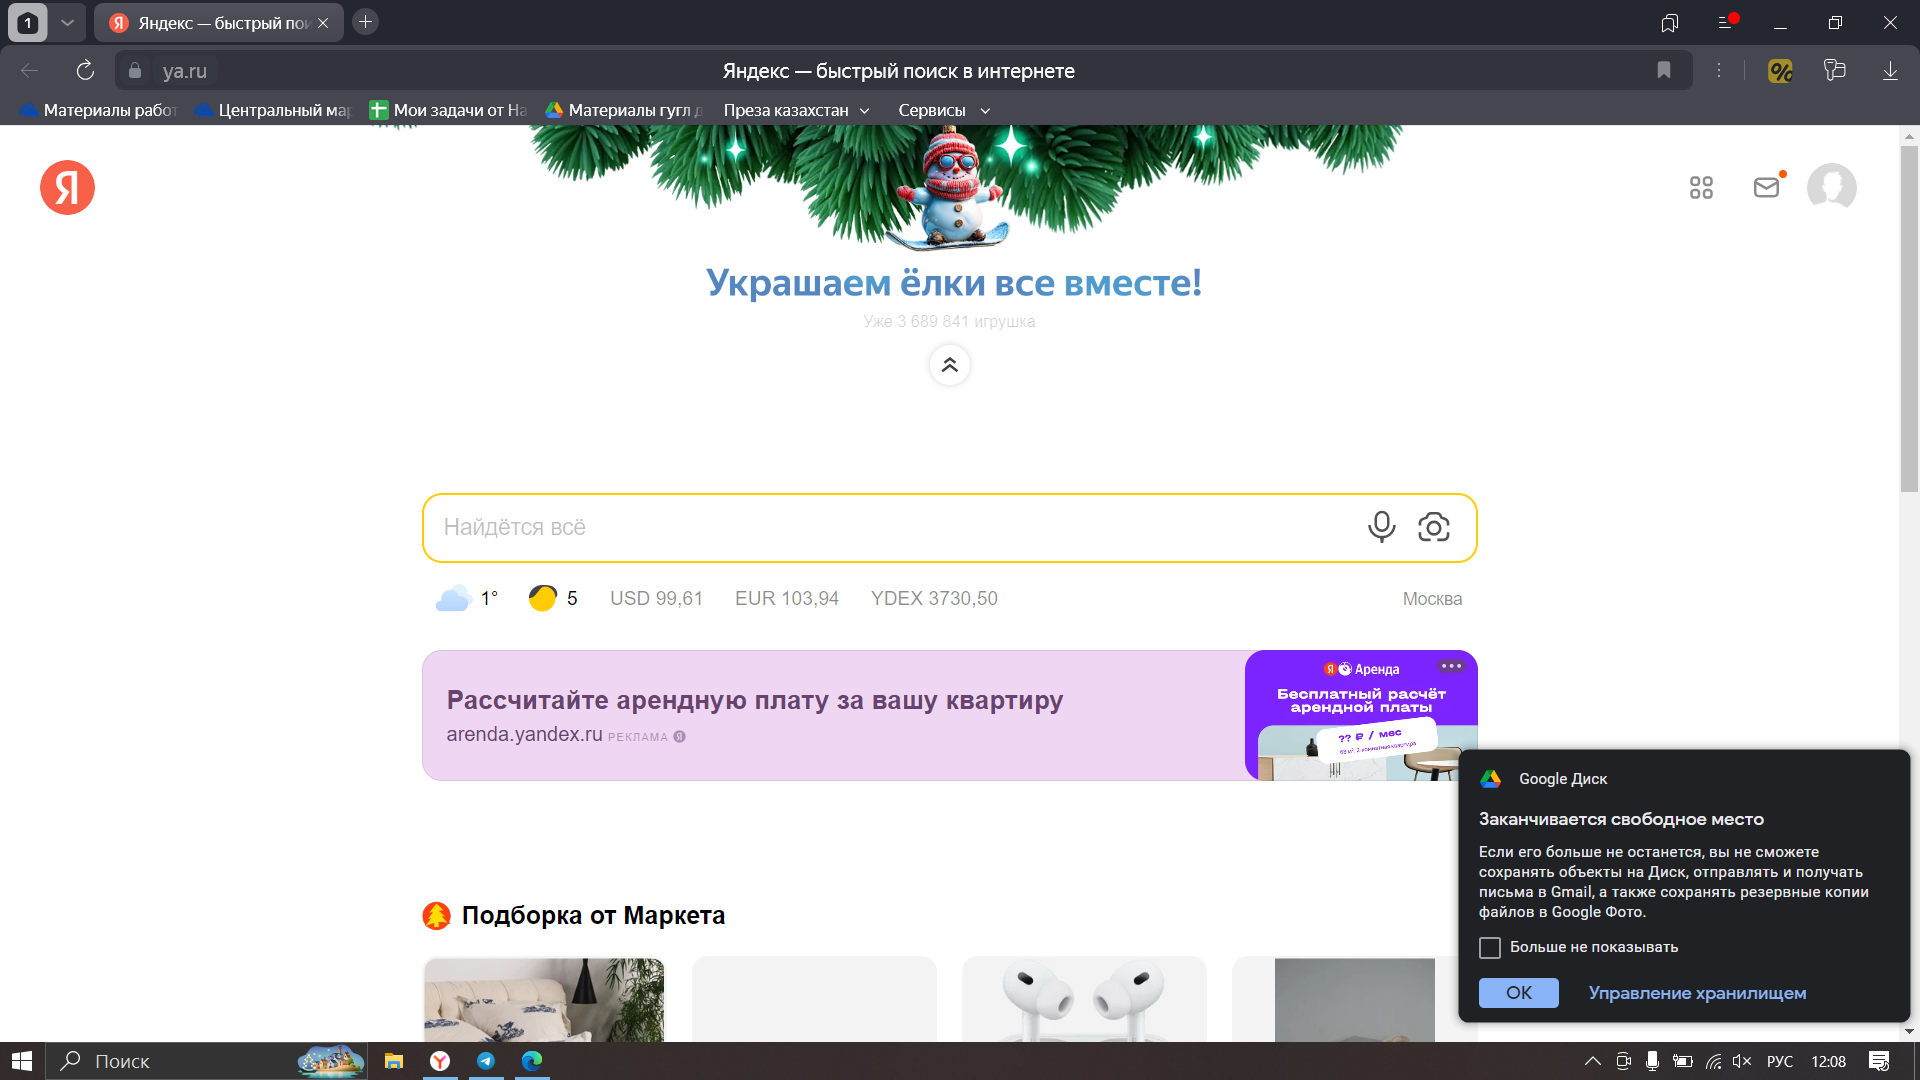 1
Яндекс — быстрый пои
ya.ru
Яндекс — быстрый поиск в интернете
Материалы работ
Центральный мар
Мои задачи от На
Материалы гугл д
Преза казахстан
Сервисы
Я
Украшаем ёлки все вместе!
Уже 3 689 841 игрушка
Найдётся всё
1°
5
USD 99,61
EUR 103,94
YDEX 3730,50
Москва
Рассчитайте арендную плату за вашу квартиру
arenda.yandex.ru РЕКЛАМА
Аренда
Бесплатный расчёт
арендной платы
?? ₽ / мес
Google Диск
Заканчивается свободное место
Если его больше не останется, вы не сможете
сохранять объекты на Диск, отправлять и получать
письма в Gmail, а также сохранять резервные копии
файлов в Google Фото.
Больше не показывать
OK
Управление хранилищем
Подборка от Маркета
Поиск
РУС
12:08